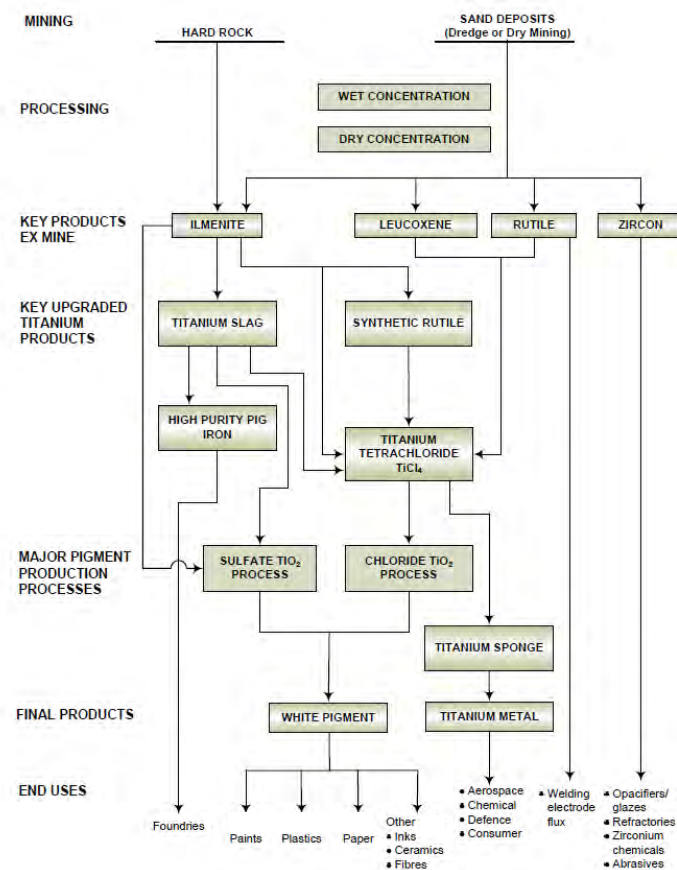 MINING
HARD ROCK
SAND DEPOSITS
(Dredge or Dry Mining)
PROCESSING
WET CONCENTRATION
DRY CONCENTRATION
KEY PRODUCTS
EX MINE
ILMENITE
LEUCOXENE
RUTILE
ZIRCON
KEY UPGRADED
TITANIUM
PRODUCTS
TITANIUM SLAG
SYNTHETIC RUTILE
HIGH PURITY PIG
IRON
TITANIUM
TETRACHLORIDE
TiCl₄
MAJOR PIGMENT
PRODUCTION
PROCESSES
SULFATE TIO₂
PROCESS
CHLORIDE TIO₂
PROCESS
TITANIUM SPONGE
FINAL PRODUCTS
WHITE PIGMENT
TITANIUM METAL
END USES
Foundries
Paints
Plastics
Paper
Other
• Inks
• Ceramics
• Fibres
• Aerospace
• Chemical
• Defence
• Consumer
• Welding
electrode
flux
• Opacifiers/
glazes
• Refractories
• Zirconium
chemicals
• Abrasives